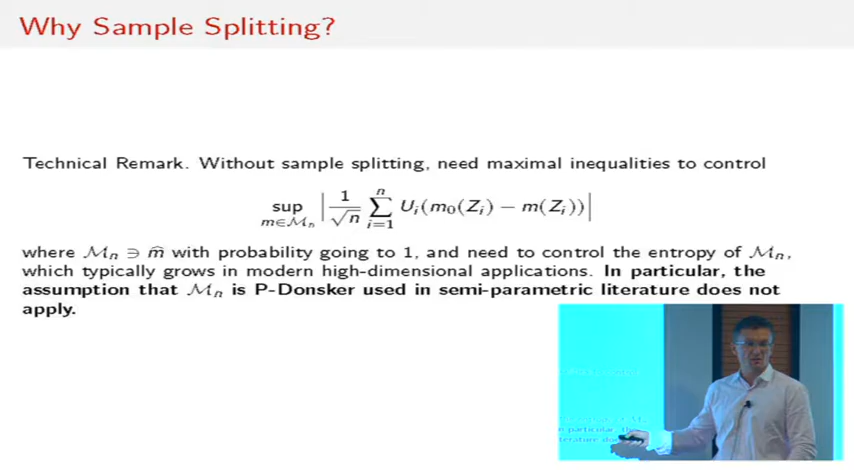 Why Sample Splitting?
Technical Remark. Without sample splitting, need maximal inequalities to control
sup_{m∈ℳ_n} | 1/√n ∑_{i=1}^{n} U_i(m_0(Z_i) − m(Z_i)) |
where ℳ_n ∋ m̂ with probability going to 1, and need to control the entropy of ℳ_n,
which typically grows in modern high-dimensional applications. In particular, the
assumption that ℳ_n is P-Donsker used in semi-parametric literature does not
apply.